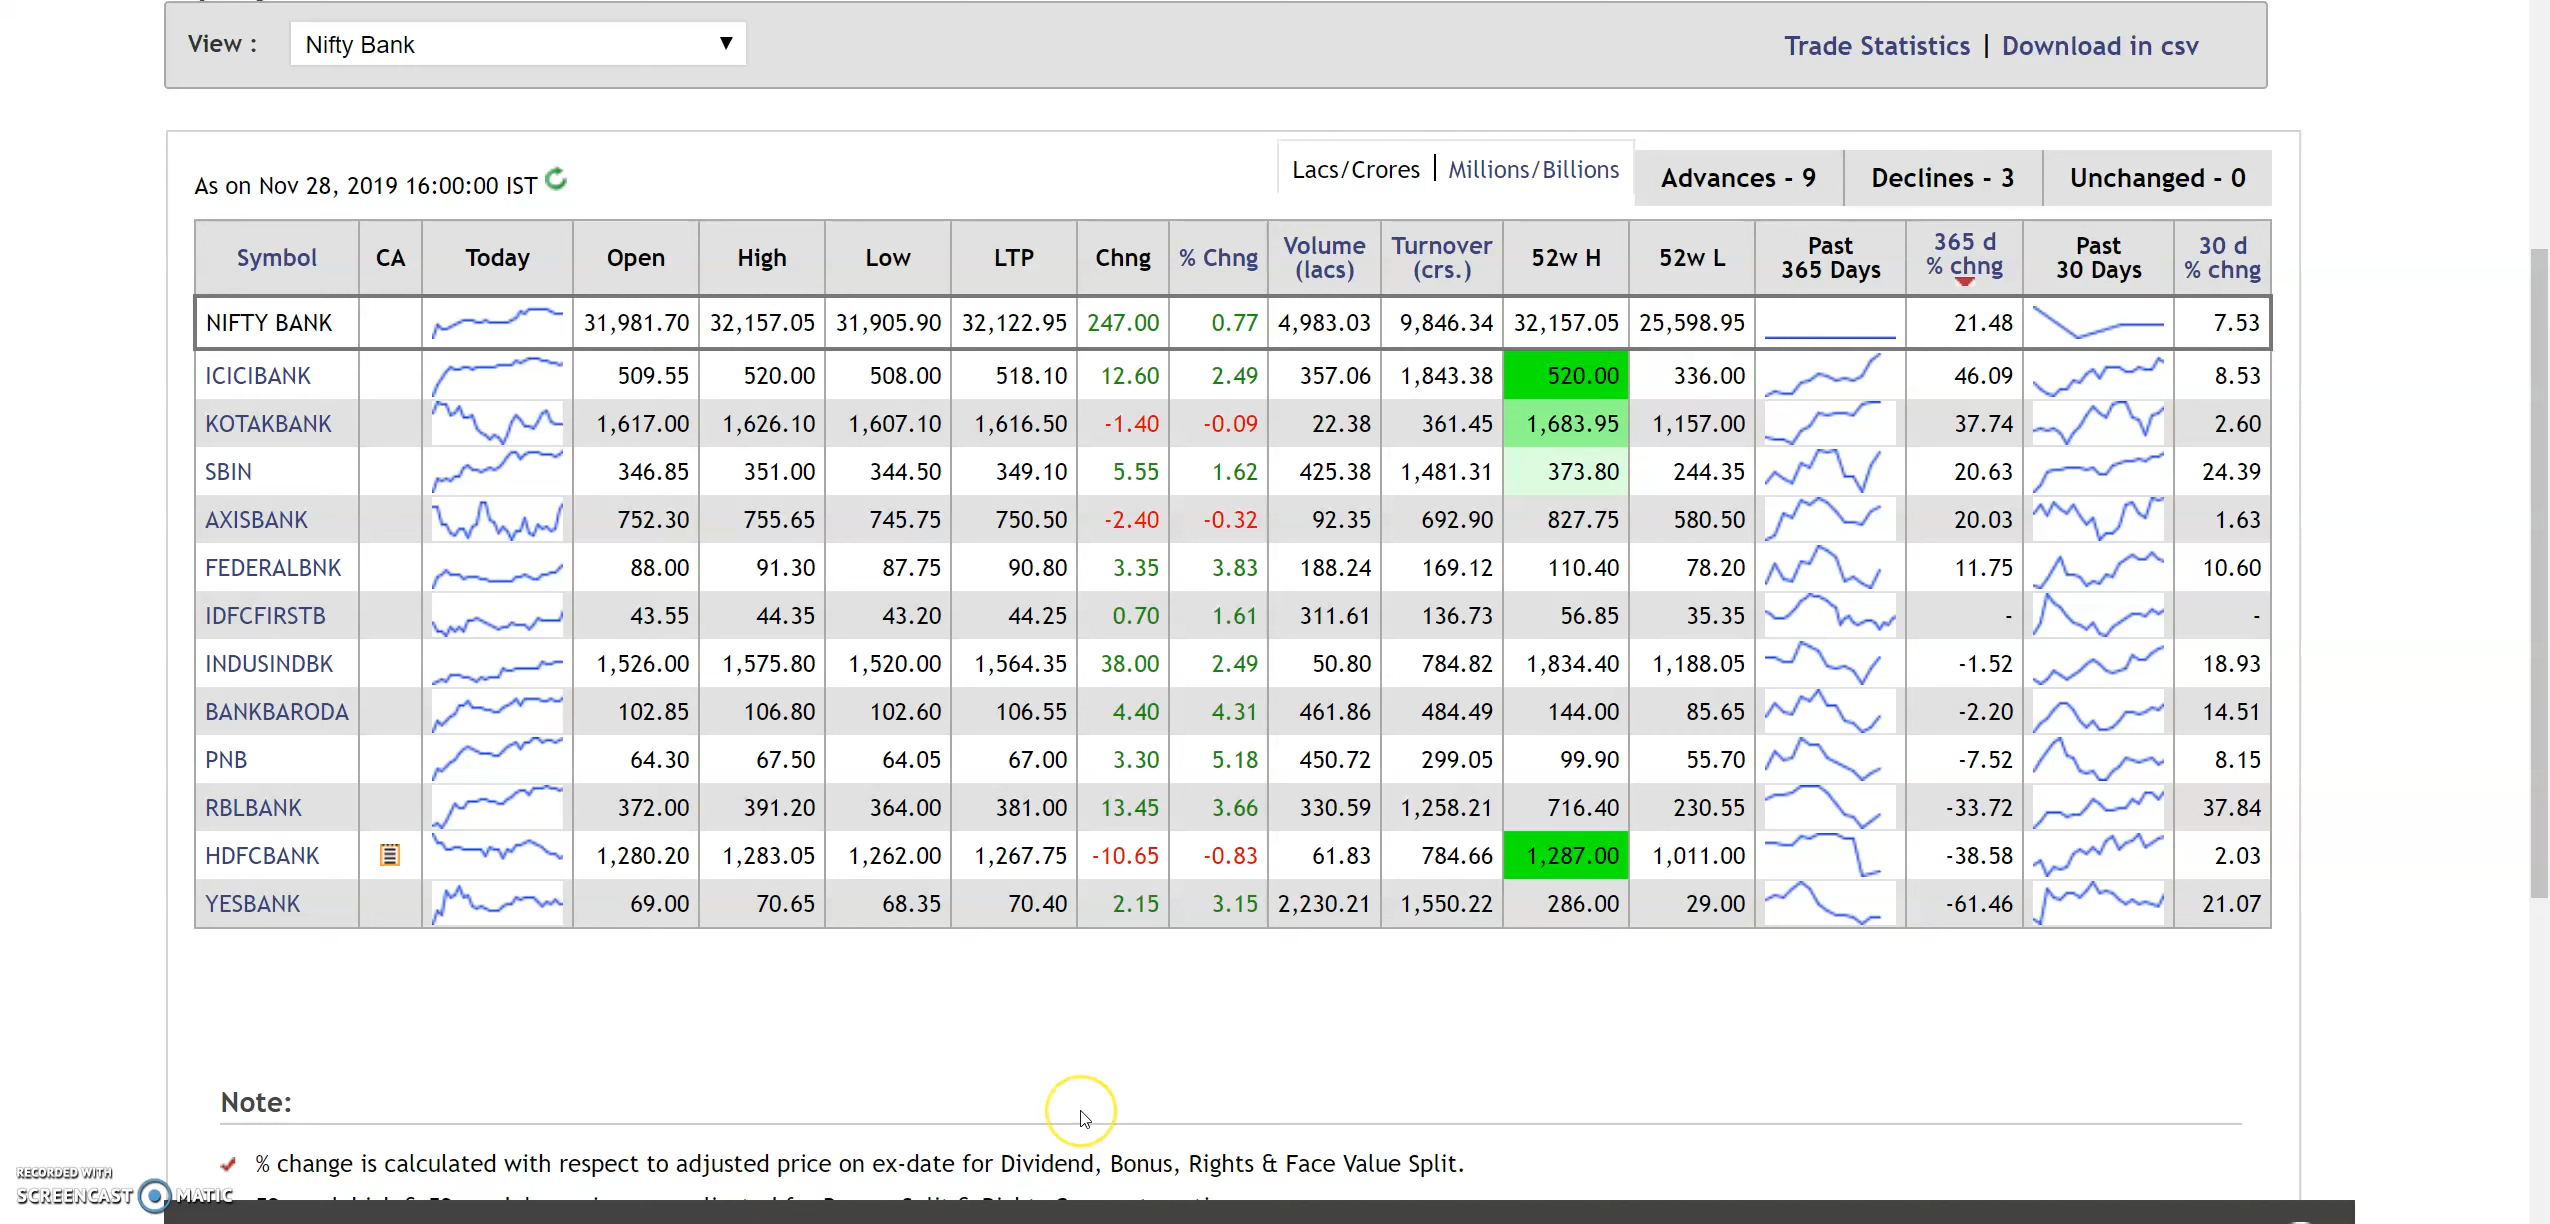 View :
Nifty Bank
Trade Statistics | Download in csv
As on Nov 28, 2019 16:00:00 IST
Lacs/Crores | Millions/Billions
Advances - 9
Declines - 3
Unchanged - 0
Symbol CA Today Open High Low LTP Chng % Chng Volume (lacs) Turnover (crs.) 52w H 52w L Past 365 Days 365 d % chng Past 30 Days 30 d % chng
NIFTY BANK 31,981.70 32,157.05 31,905.90 32,122.95 247.00 0.77 4,983.03 9,846.34 32,157.05 25,598.95 21.48 7.53
ICICIBANK 509.55 520.00 508.00 518.10 12.60 2.49 357.06 1,843.38 520.00 336.00 46.09 8.53
KOTAKBANK 1,617.00 1,626.10 1,607.10 1,616.50 -1.40 -0.09 22.38 361.45 1,683.95 1,157.00 37.74 2.60
SBIN 346.85 351.00 344.50 349.10 5.55 1.62 425.38 1,481.31 373.80 244.35 20.63 24.39
AXISBANK 752.30 755.65 745.75 750.50 -2.40 -0.32 92.35 692.90 827.75 580.50 20.03 1.63
FEDERALBNK 88.00 91.30 87.75 90.80 3.35 3.83 188.24 169.12 110.40 78.20 11.75 10.60
IDFCFIRSTB 43.55 44.35 43.20 44.25 0.70 1.61 311.61 136.73 56.85 35.35 - -
INDUSINDBK 1,526.00 1,575.80 1,520.00 1,564.35 38.00 2.49 50.80 784.82 1,834.40 1,188.05 -1.52 18.93
BANKBARODA 102.85 106.80 102.60 106.55 4.40 4.31 461.86 484.49 144.00 85.65 -2.20 14.51
PNB 64.30 67.50 64.05 67.00 3.30 5.18 450.72 299.05 99.90 55.70 -7.52 8.15
RBLBANK 372.00 391.20 364.00 381.00 13.45 3.66 330.59 1,258.21 716.40 230.55 -33.72 37.84
HDFCBANK 1,280.20 1,283.05 1,262.00 1,267.75 -10.65 -0.83 61.83 784.66 1,287.00 1,011.00 -38.58 2.03
YESBANK 69.00 70.65 68.35 70.40 2.15 3.15 2,230.21 1,550.22 286.00 29.00 -61.46 21.07
Note:
% change is calculated with respect to adjusted price on ex-date for Dividend, Bonus, Rights & Face Value Split.
RECORDED WITH
SCREENCAST MATIC